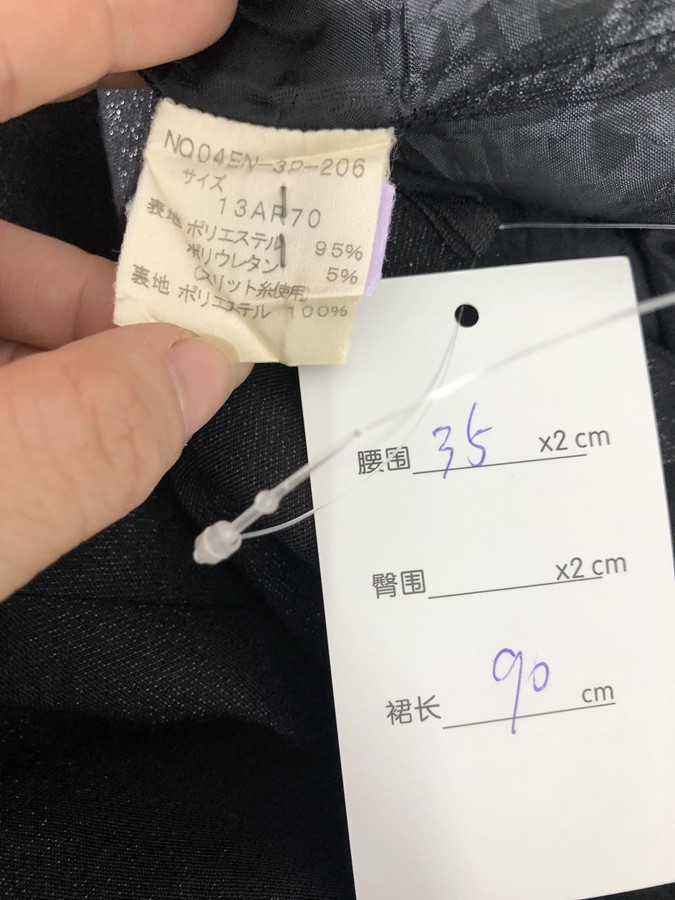 NO04EN-3P-206
サイズ
13AR70
表地 ポリエステル 95%
ポリウレタン 5%
(スリット糸使用)
裏地 ポリエステル 100%
腰围 35 x2 cm
臀围 x2 cm
裙长 90 cm